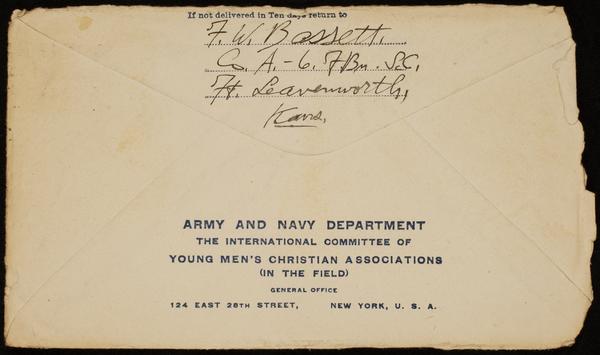 If not delivered in Ten days return to
F. W. Bassett.
Co. A. - 6. F Bn. S.C.
Ft. Leavenworth,
Kans.
ARMY AND NAVY DEPARTMENT
THE INTERNATIONAL COMMITTEE OF
YOUNG MEN'S CHRISTIAN ASSOCIATIONS
(IN THE FIELD)
GENERAL OFFICE
124 EAST 28TH STREET, NEW YORK, U. S. A.